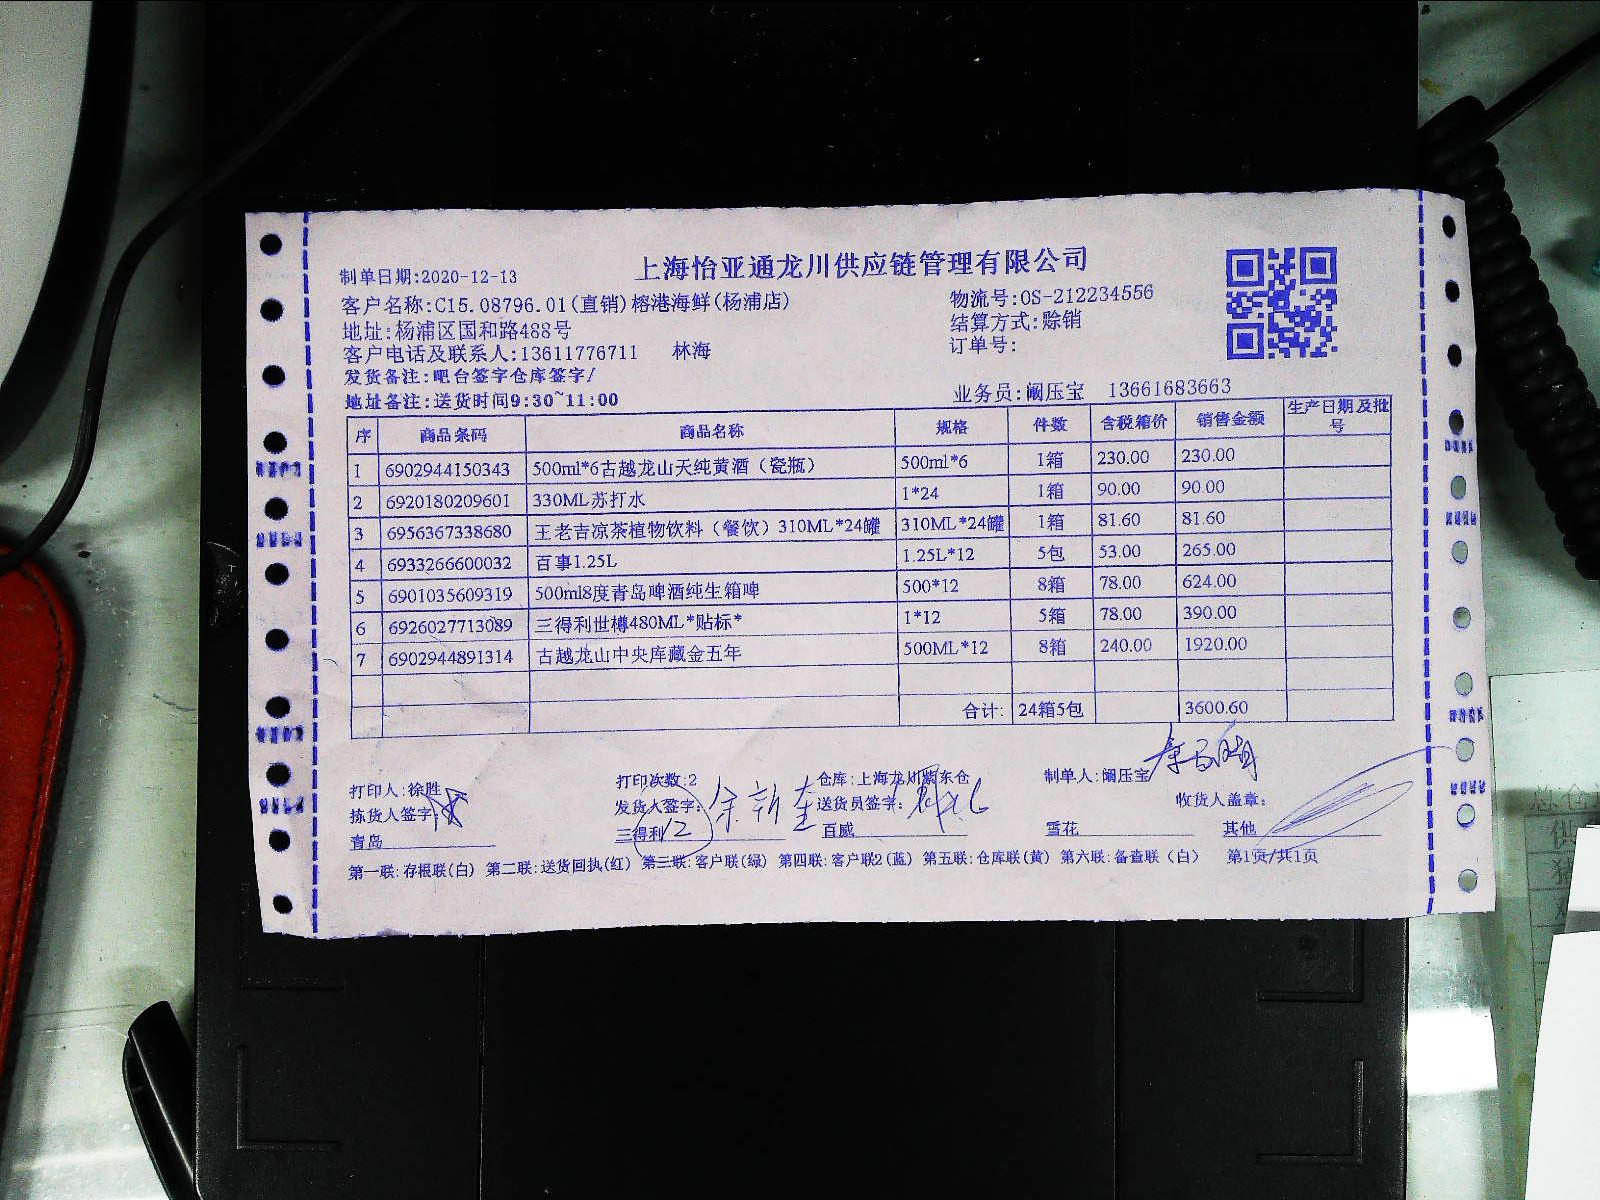 上海怡亚通龙川供应链管理有限公司
制单日期:2020-12-13
客户名称:C15.08796.01(直销)榕港海鲜(杨浦店) 物流号:OS-212234556
地址:杨浦区国和路488号 结算方式:赊销
客户电话及联系人:13611776711 林海 订单号:
发货备注:吧台签字仓库签字/
地址备注:送货时间9:30~11:00 业务员:阚压宝 13661683663
序 商品条码 商品名称 规格 件数 含税箱价 销售金额 生产日期及批号
1 6902944150343 500ml*6古越龙山天纯黄酒（瓷瓶） 500ml*6 1箱 230.00 230.00
2 6920180209601 330ML苏打水 1*24 1箱 90.00 90.00
3 6956367338680 王老吉凉茶植物饮料（餐饮）310ML*24罐 310ML*24罐 1箱 81.60 81.60
4 6933266600032 百事1.25L 1.25L*12 5包 53.00 265.00
5 6901035609319 500ml8度青岛啤酒纯生箱啤 500*12 8箱 78.00 624.00
6 6926027713089 三得利世樽480ML*贴标* 1*12 5箱 78.00 390.00
7 6902944891314 古越龙山中央库藏金五年 500ML*12 8箱 240.00 1920.00
合计: 24箱5包 3600.60
打印人:徐胜 打印次数:2 仓库:上海龙川浦东仓 制单人:阚压宝
拣货人签字: 发货人签字: 余新奎 送货员签字: 收货人盖章:
青岛 三得利 12 百威 雪花 其他
第一联:存根联(白) 第二联:送货回执(红) 第三联:客户联(绿) 第四联:客户联2(蓝) 第五联:仓库联(黄) 第六联:备查联（白） 第1页/共1页